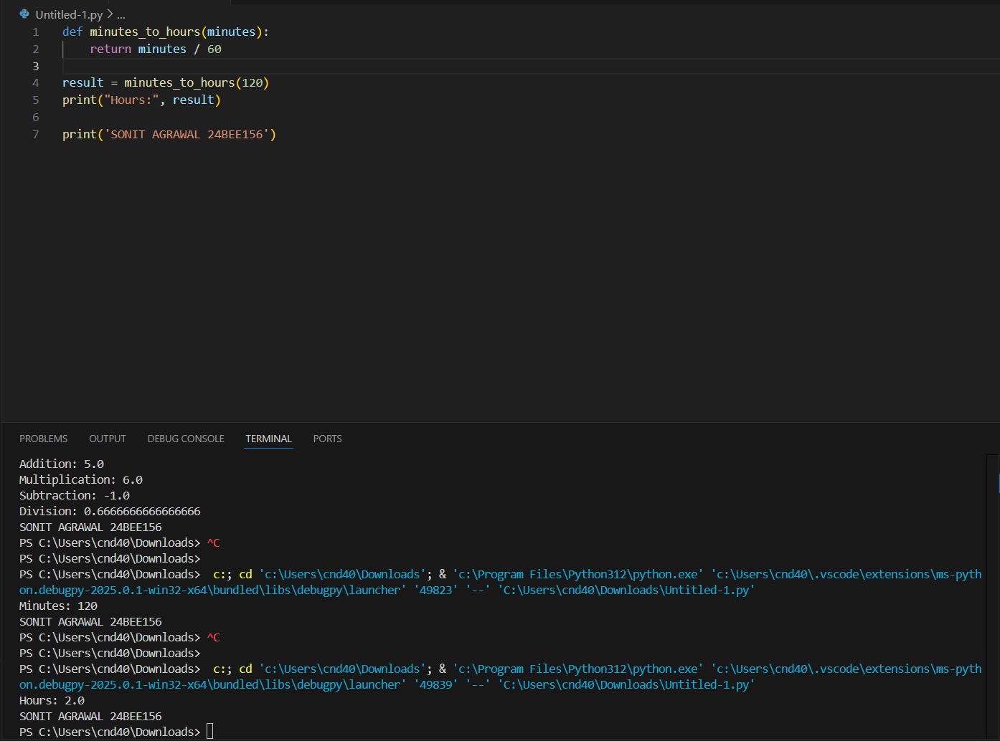 Untitled-1.py > ...
1 def minutes_to_hours(minutes):
2     return minutes / 60
3
4 result = minutes_to_hours(120)
5 print("Hours:", result)
6
7 print('SONIT AGRAWAL 24BEE156')
PROBLEMS OUTPUT DEBUG CONSOLE TERMINAL PORTS
Addition: 5.0
Multiplication: 6.0
Subtraction: -1.0
Division: 0.6666666666666666
SONIT AGRAWAL 24BEE156
PS C:\Users\cnd40\Downloads> ^C
PS C:\Users\cnd40\Downloads>
PS C:\Users\cnd40\Downloads>  c:; cd 'c:\Users\cnd40\Downloads'; & 'c:\Program Files\Python312\python.exe' 'c:\Users\cnd40\.vscode\extensions\ms-pyth
on.debugpy-2025.0.1-win32-x64\bundled\libs\debugpy\launcher' '49823' '--' 'C:\Users\cnd40\Downloads\Untitled-1.py'
Minutes: 120
SONIT AGRAWAL 24BEE156
PS C:\Users\cnd40\Downloads> ^C
PS C:\Users\cnd40\Downloads>
PS C:\Users\cnd40\Downloads>  c:; cd 'c:\Users\cnd40\Downloads'; & 'c:\Program Files\Python312\python.exe' 'c:\Users\cnd40\.vscode\extensions\ms-pyth
on.debugpy-2025.0.1-win32-x64\bundled\libs\debugpy\launcher' '49839' '--' 'C:\Users\cnd40\Downloads\Untitled-1.py'
Hours: 2.0
SONIT AGRAWAL 24BEE156
PS C:\Users\cnd40\Downloads>